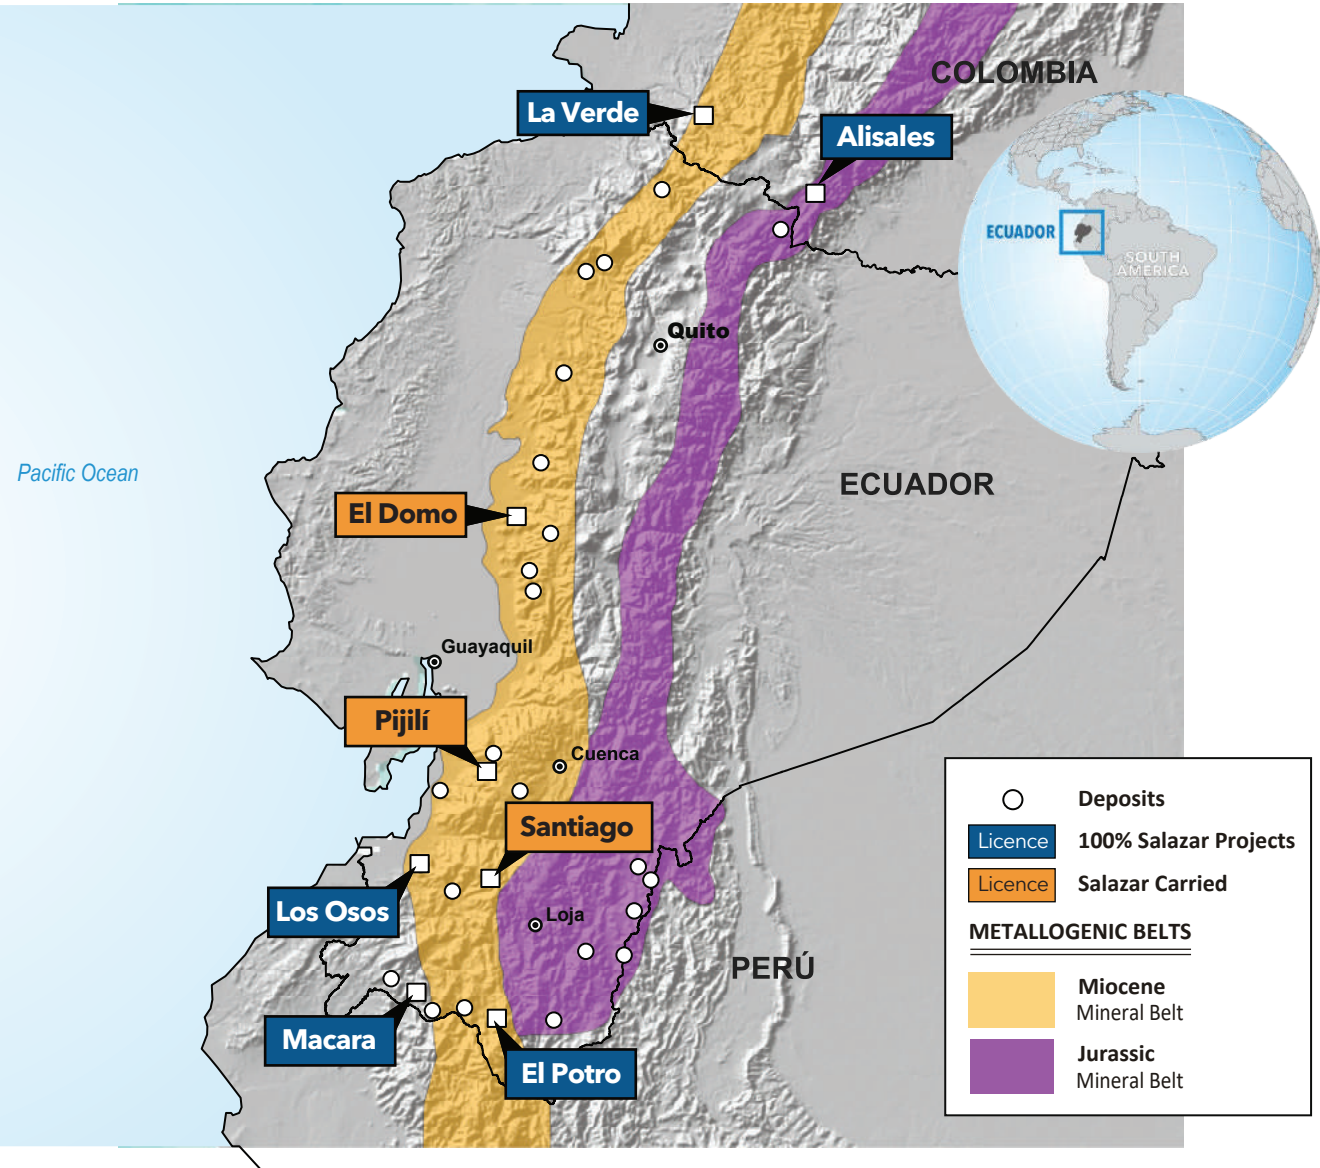 COLOMBIA
La Verde
Alisales
ECUADOR
SOUTH
AMERICA
Quito
Pacific Ocean
ECUADOR
El Domo
Guayaquil
Pijilí
Cuenca
Santiago
Los Osos
Loja
PERÚ
Macara
El Potro
Deposits
Licence 100% Salazar Projects
Licence Salazar Carried
METALLOGENIC BELTS
Miocene
Mineral Belt
Jurassic
Mineral Belt